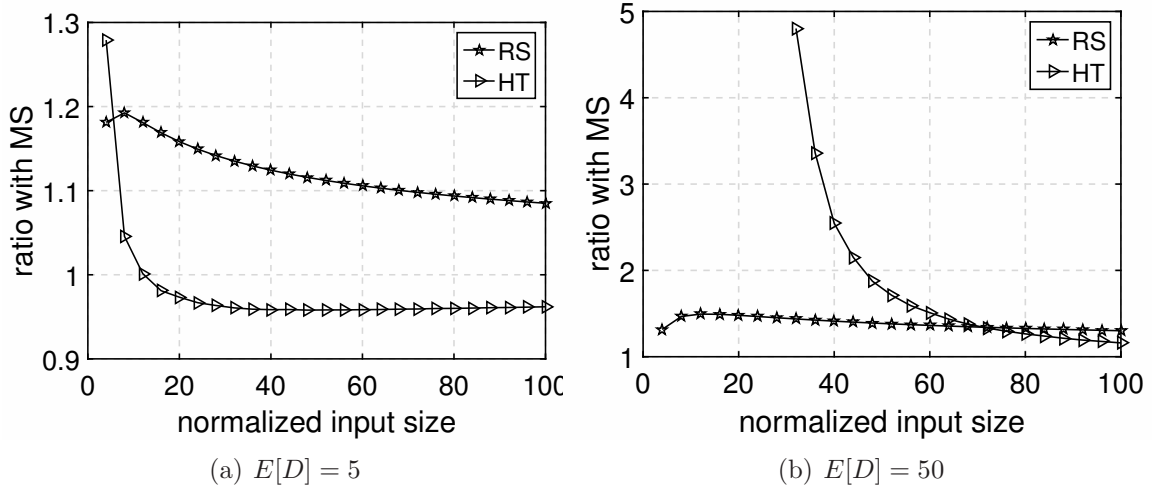 1.3
1.2
1.1
1
0.9
ratio with MS
RS
HT
0 20 40 60 80 100
normalized input size
(a) E[D] = 5
5
4
3
2
1
ratio with MS
RS
HT
0 20 40 60 80 100
normalized input size
(b) E[D] = 50